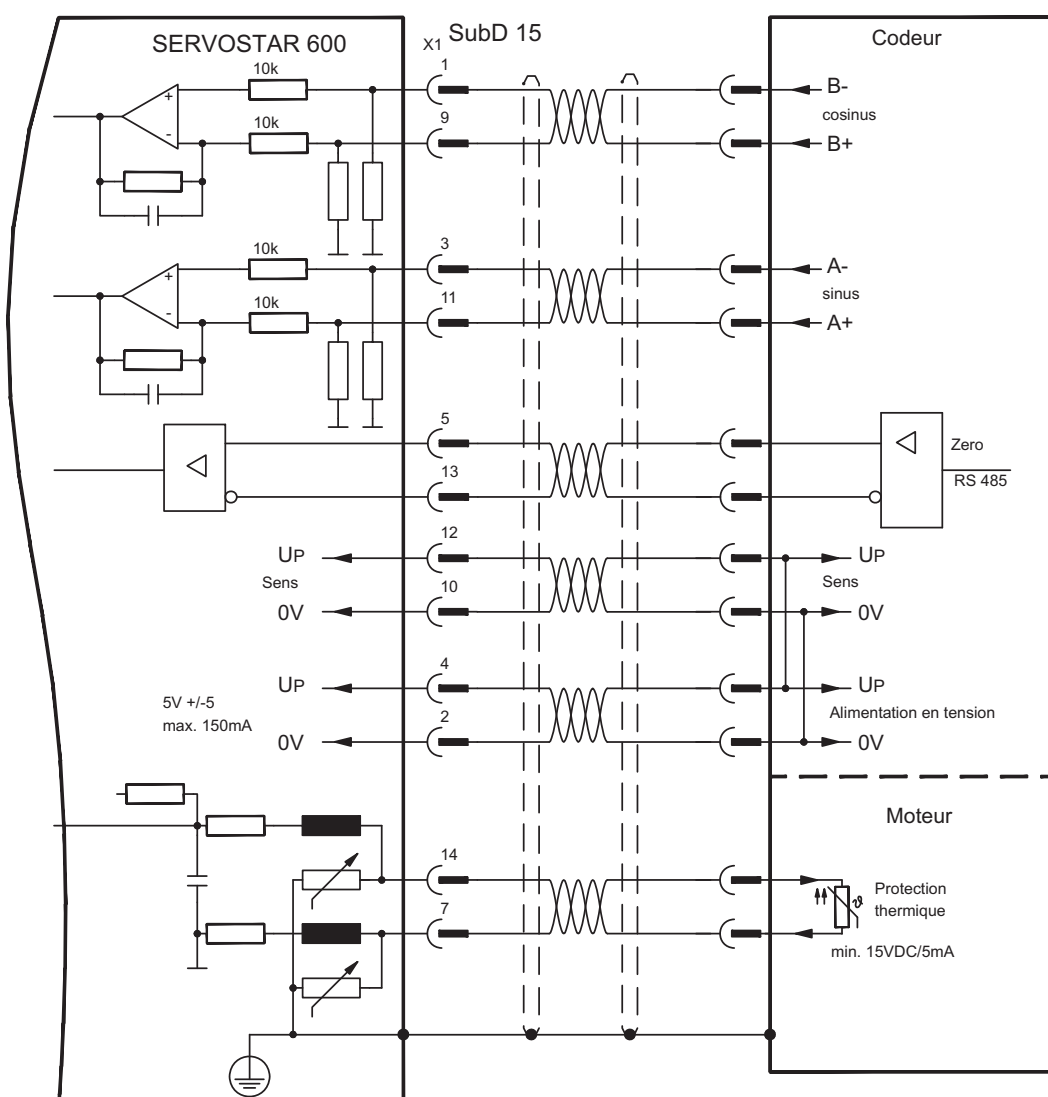 SERVOSTAR 600
X1 SubD 15
Codeur
10k
1
B-
cosinus
10k
9
B+
+
-
10k
3
A-
sinus
10k
11
A+
+
-
5
Zero
13
RS 485
UP
12
UP
Sens
Sens
0V
10
0V
UP
4
UP
5V +/-5
max. 150mA
Alimentation en tension
0V
2
0V
Moteur
14
Protection
thermique
ϑ
7
min. 15VDC/5mA